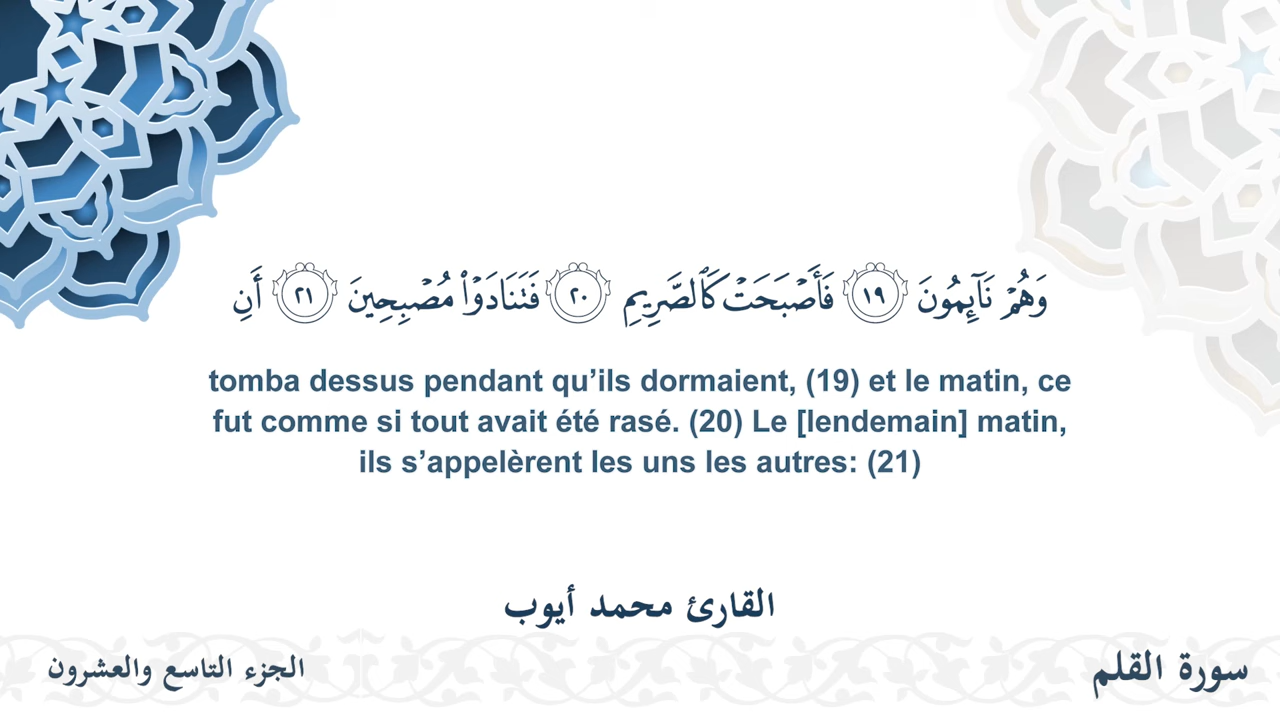 وَهُمْ نَآئِمُونَ ١٩ فَأَصْبَحَتْ كَٱلصَّرِيمِ ٢٠ فَتَنَادَوْا۟ مُصْبِحِينَ ٢١ أَنِ
tomba dessus pendant qu’ils dormaient, (19) et le matin, ce
fut comme si tout avait été rasé. (20) Le [lendemain] matin,
ils s’appelèrent les uns les autres: (21)
القارئ محمد أيوب
سورة القلم
الجزء التاسع والعشرون